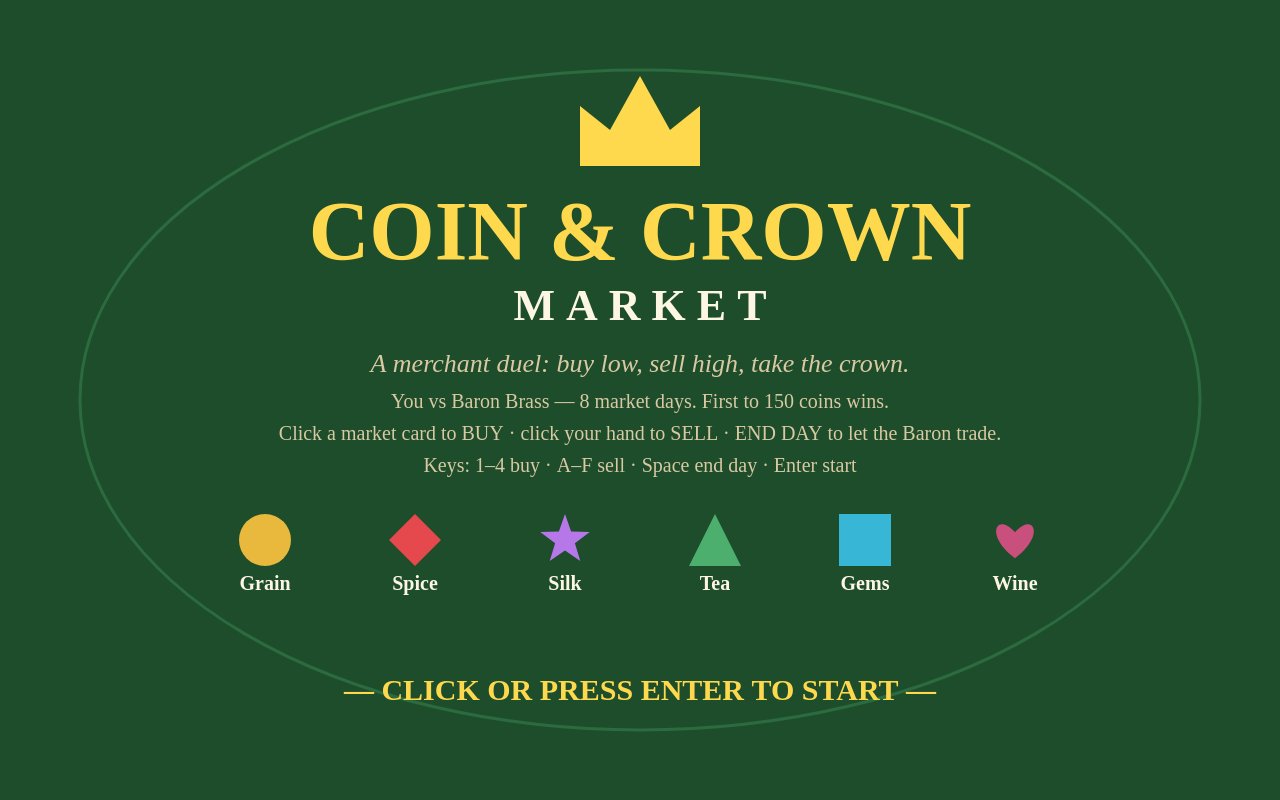 COIN & CROWN
MARKET
A merchant duel: buy low, sell high, take the crown.
You vs Baron Brass — 8 market days. First to 150 coins wins.
Click a market card to BUY · click your hand to SELL · END DAY to let the Baron trade.
Keys: 1–4 buy · A–F sell · Space end day · Enter start
Grain Spice Silk Tea Gems Wine
— CLICK OR PRESS ENTER TO START —